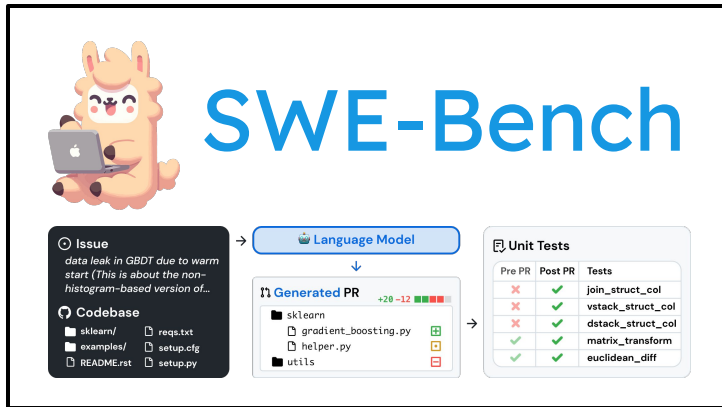 SWE-Bench
Issue
data leak in GBDT due to warm
start (This is about the non-
histogram-based version of...
Codebase
sklearn/
reqs.txt
examples/
setup.cfg
README.rst
setup.py
Language Model
Generated PR
+20 -12
sklearn
gradient_boosting.py
helper.py
utils
Unit Tests
Pre PR Post PR Tests
join_struct_col
vstack_struct_col
dstack_struct_col
matrix_transform
euclidean_diff